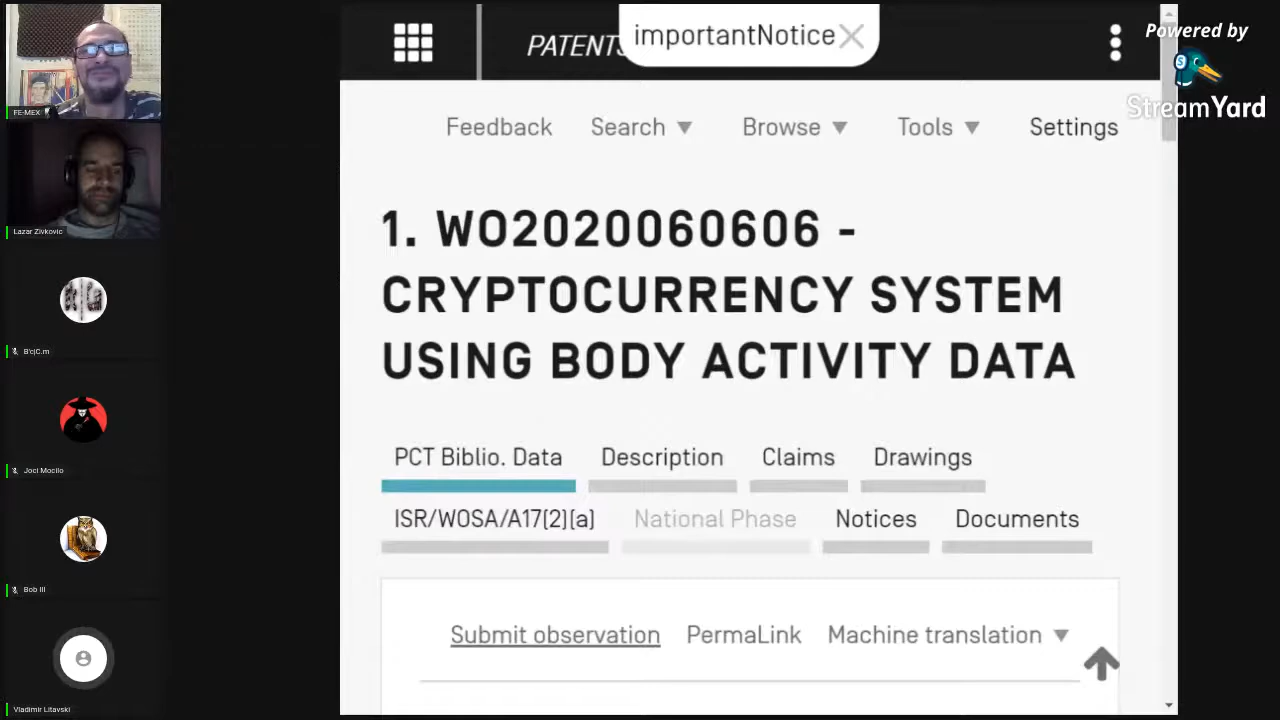 importantNotice
PATENTS
Powered by
StreamYard
Feedback Search Browse Tools Settings
1. WO2020060606 -
CRYPTOCURRENCY SYSTEM
USING BODY ACTIVITY DATA
PCT Biblio. Data Description Claims Drawings
ISR/WOSA/A17(2)(a) National Phase Notices Documents
Submit observation PermaLink Machine translation
FE-MEX
Lazar Zivkovic
B'c|C.m
Joci Mocilo
Bob III
Vladimir Litavski